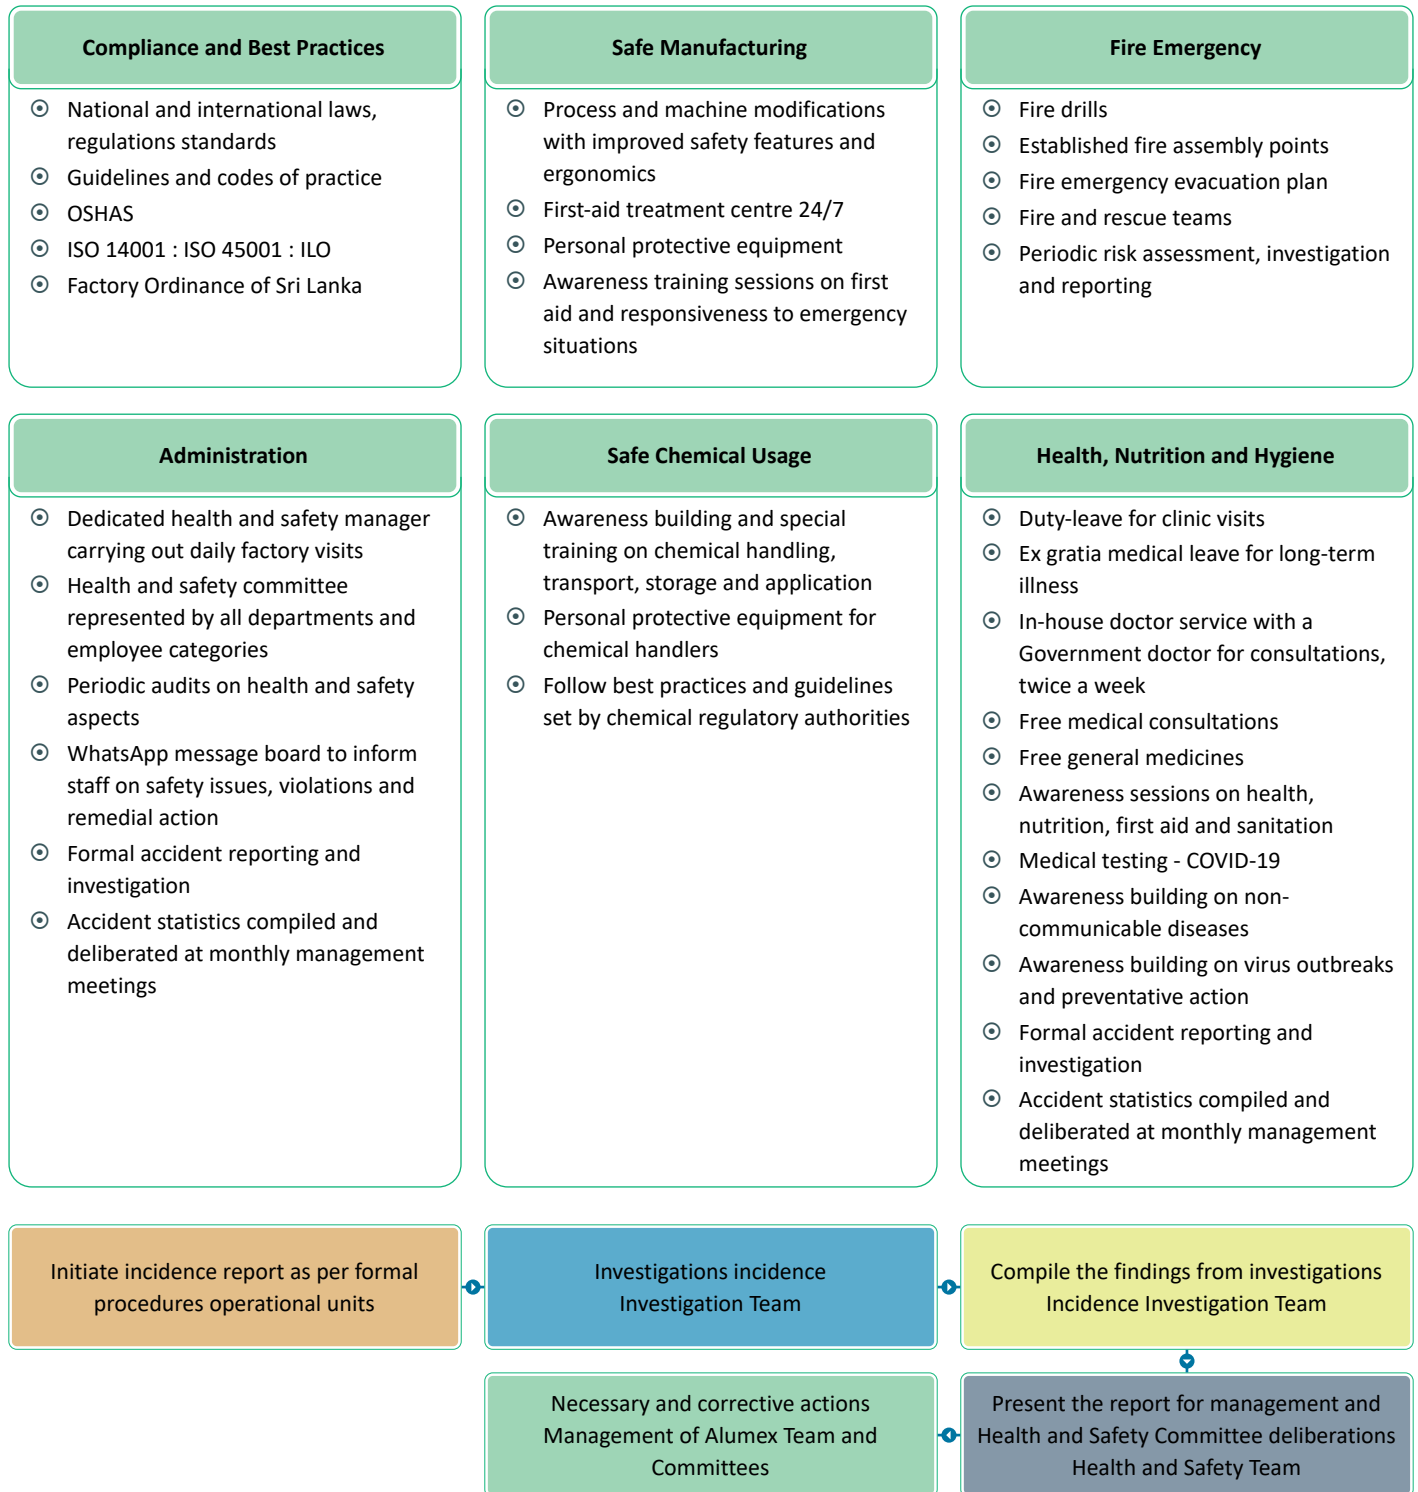 Compliance and Best Practices
National and international laws,
regulations standards
Guidelines and codes of practice
OSHAS
ISO 14001 : ISO 45001 : ILO
Factory Ordinance of Sri Lanka
Safe Manufacturing
Process and machine modifications
with improved safety features and
ergonomics
First-aid treatment centre 24/7
Personal protective equipment
Awareness training sessions on first
aid and responsiveness to emergency
situations
Fire Emergency
Fire drills
Established fire assembly points
Fire emergency evacuation plan
Fire and rescue teams
Periodic risk assessment, investigation
and reporting
Administration
Dedicated health and safety manager
carrying out daily factory visits
Health and safety committee
represented by all departments and
employee categories
Periodic audits on health and safety
aspects
WhatsApp message board to inform
staff on safety issues, violations and
remedial action
Formal accident reporting and
investigation
Accident statistics compiled and
deliberated at monthly management
meetings
Safe Chemical Usage
Awareness building and special
training on chemical handling,
transport, storage and application
Personal protective equipment for
chemical handlers
Follow best practices and guidelines
set by chemical regulatory authorities
Health, Nutrition and Hygiene
Duty-leave for clinic visits
Ex gratia medical leave for long-term
illness
In-house doctor service with a
Government doctor for consultations,
twice a week
Free medical consultations
Free general medicines
Awareness sessions on health,
nutrition, first aid and sanitation
Medical testing - COVID-19
Awareness building on non-
communicable diseases
Awareness building on virus outbreaks
and preventative action
Formal accident reporting and
investigation
Accident statistics compiled and
deliberated at monthly management
meetings
Initiate incidence report as per formal
procedures operational units
Investigations incidence
Investigation Team
Compile the findings from investigations
Incidence Investigation Team
Present the report for management and
Health and Safety Committee deliberations
Health and Safety Team
Necessary and corrective actions
Management of Alumex Team and
Committees